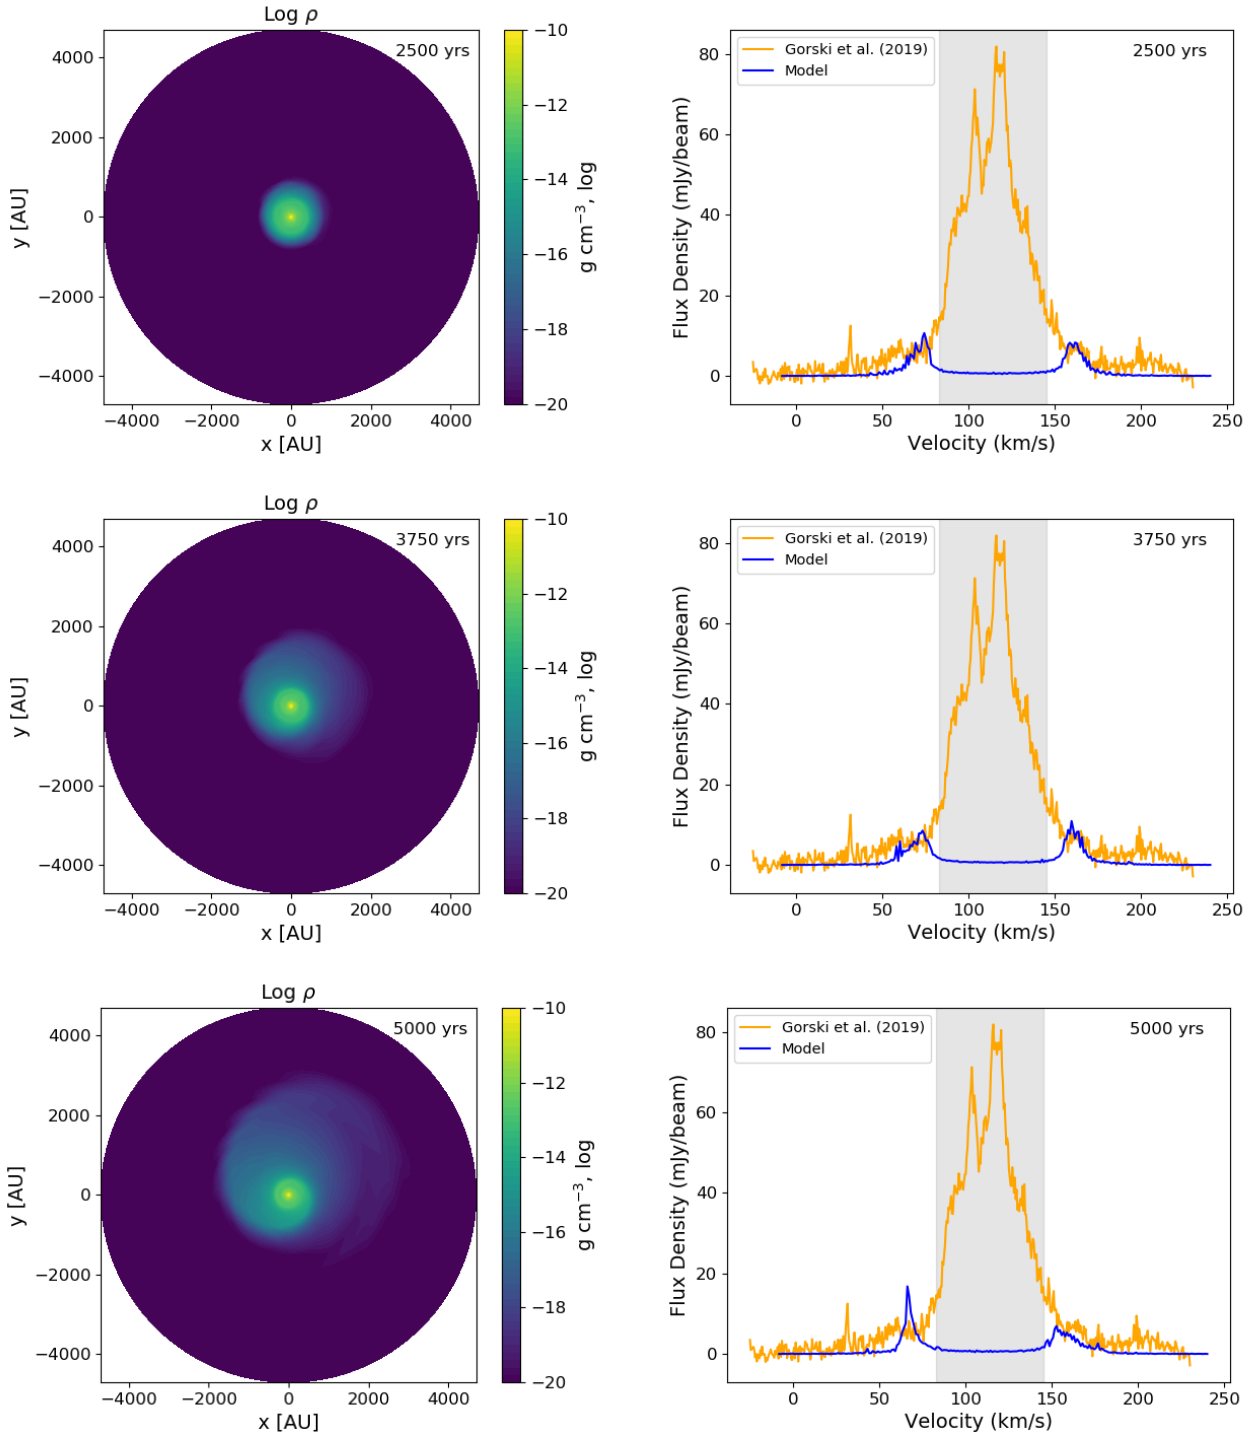 Log ρ
2500 yrs
4000
2000
0
−2000
−4000
y [AU]
−4000 −2000 0 2000 4000
x [AU]
−10
−12
−14
−16
−18
−20
g cm⁻³, log
Gorski et al. (2019)
Model
2500 yrs
80
60
40
20
0
Flux Density (mJy/beam)
0 50 100 150 200 250
Velocity (km/s)
Log ρ
3750 yrs
4000
2000
0
−2000
−4000
y [AU]
−4000 −2000 0 2000 4000
x [AU]
−10
−12
−14
−16
−18
−20
g cm⁻³, log
Gorski et al. (2019)
Model
3750 yrs
80
60
40
20
0
Flux Density (mJy/beam)
0 50 100 150 200 250
Velocity (km/s)
Log ρ
5000 yrs
4000
2000
0
−2000
−4000
y [AU]
−4000 −2000 0 2000 4000
x [AU]
−10
−12
−14
−16
−18
−20
g cm⁻³, log
Gorski et al. (2019)
Model
5000 yrs
80
60
40
20
0
Flux Density (mJy/beam)
0 50 100 150 200 250
Velocity (km/s)